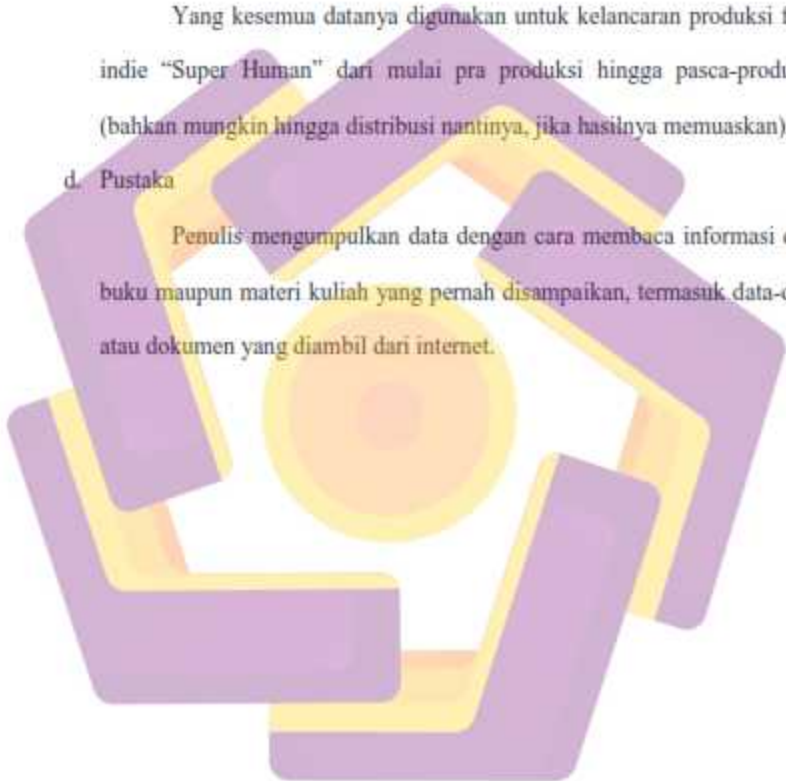 Yang kesemua datanya digunakan untuk kelancaran produksi f
indie “Super Human” dari mulai pra produksi hingga pasca-produ
(bahkan mungkin hingga distribusi nantinya, jika hasilnya memuaskan)
d. Pustaka
Penulis mengumpulkan data dengan cara membaca informasi d
buku maupun materi kuliah yang pernah disampaikan, termasuk data-d
atau dokumen yang diambil dari internet.